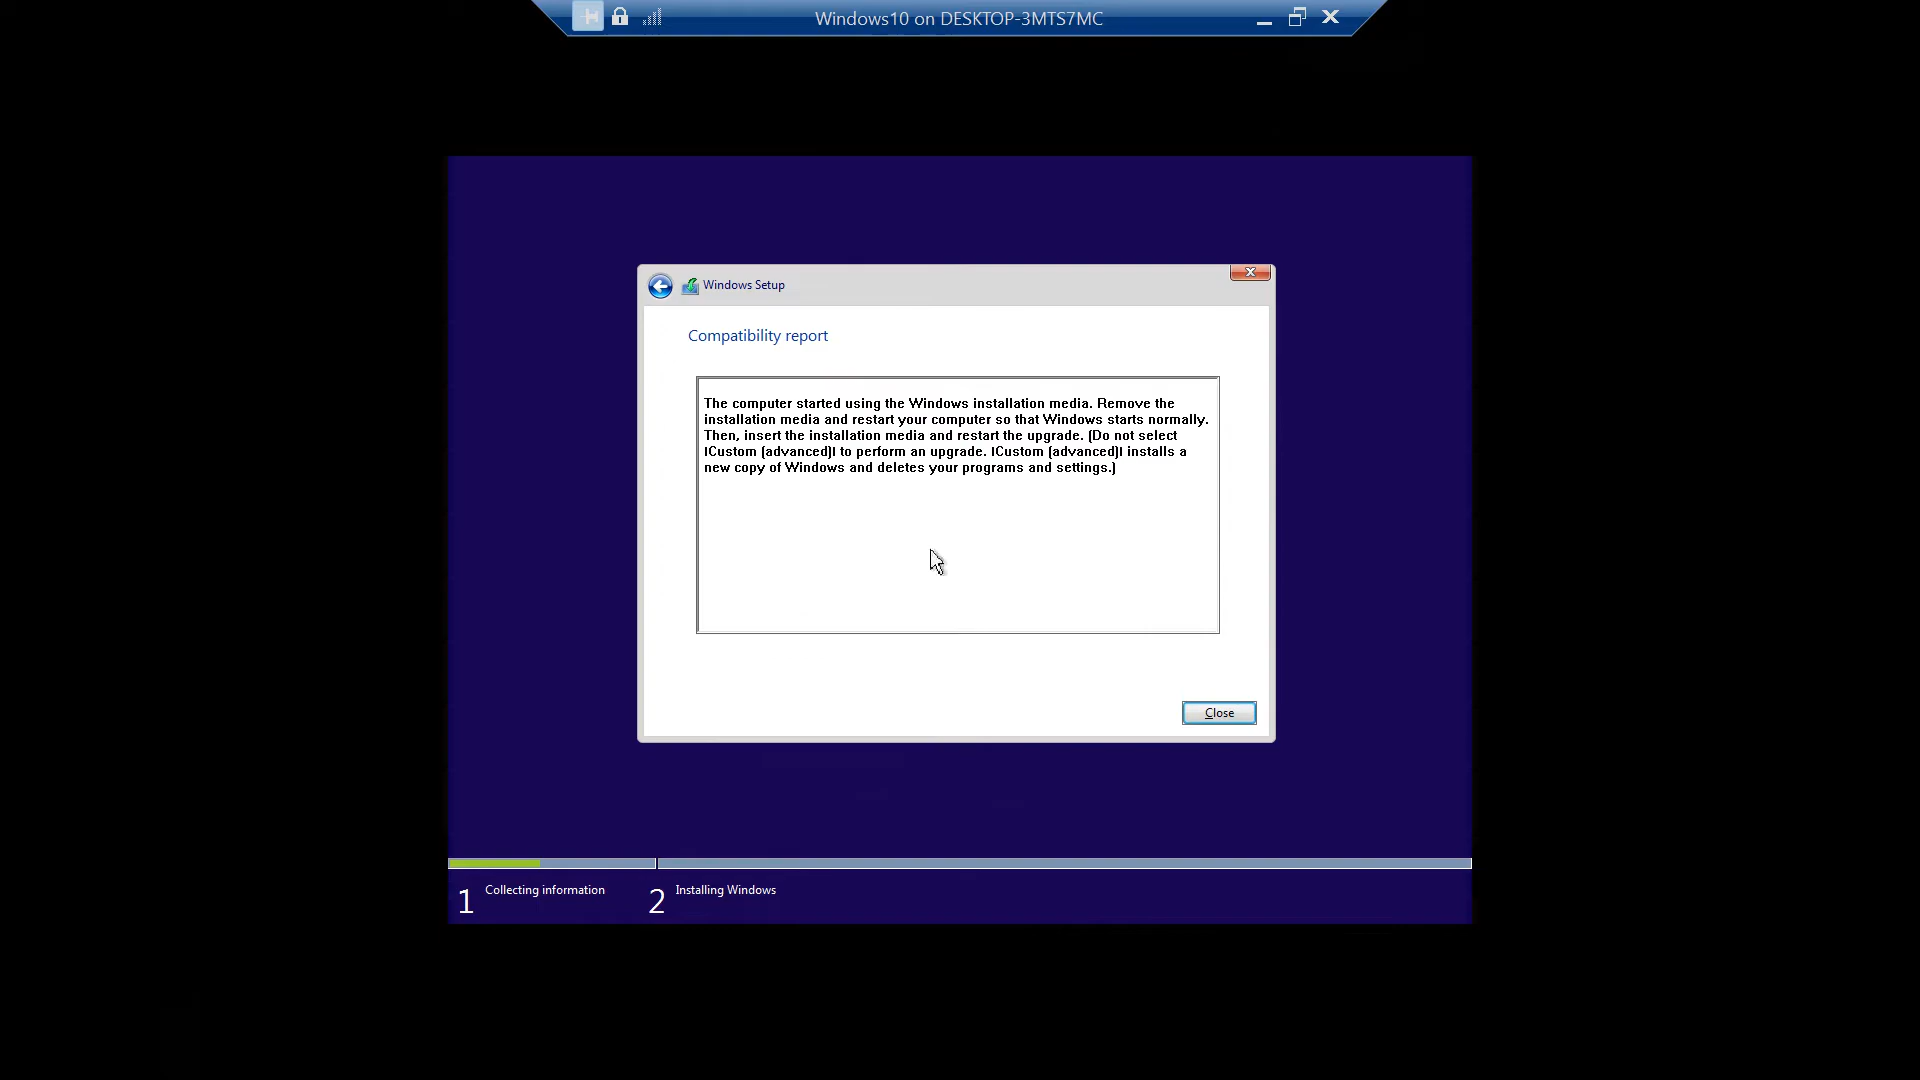 Windows10 on DESKTOP-3MTS7MC
Windows Setup
Compatibility report
The computer started using the Windows installation media. Remove the
installation media and restart your computer so that Windows starts normally.
Then, insert the installation media and restart the upgrade. (Do not select
|Custom (advanced)| to perform an upgrade. |Custom (advanced)| installs a
new copy of Windows and deletes your programs and settings.)
Close
1 Collecting information
2 Installing Windows